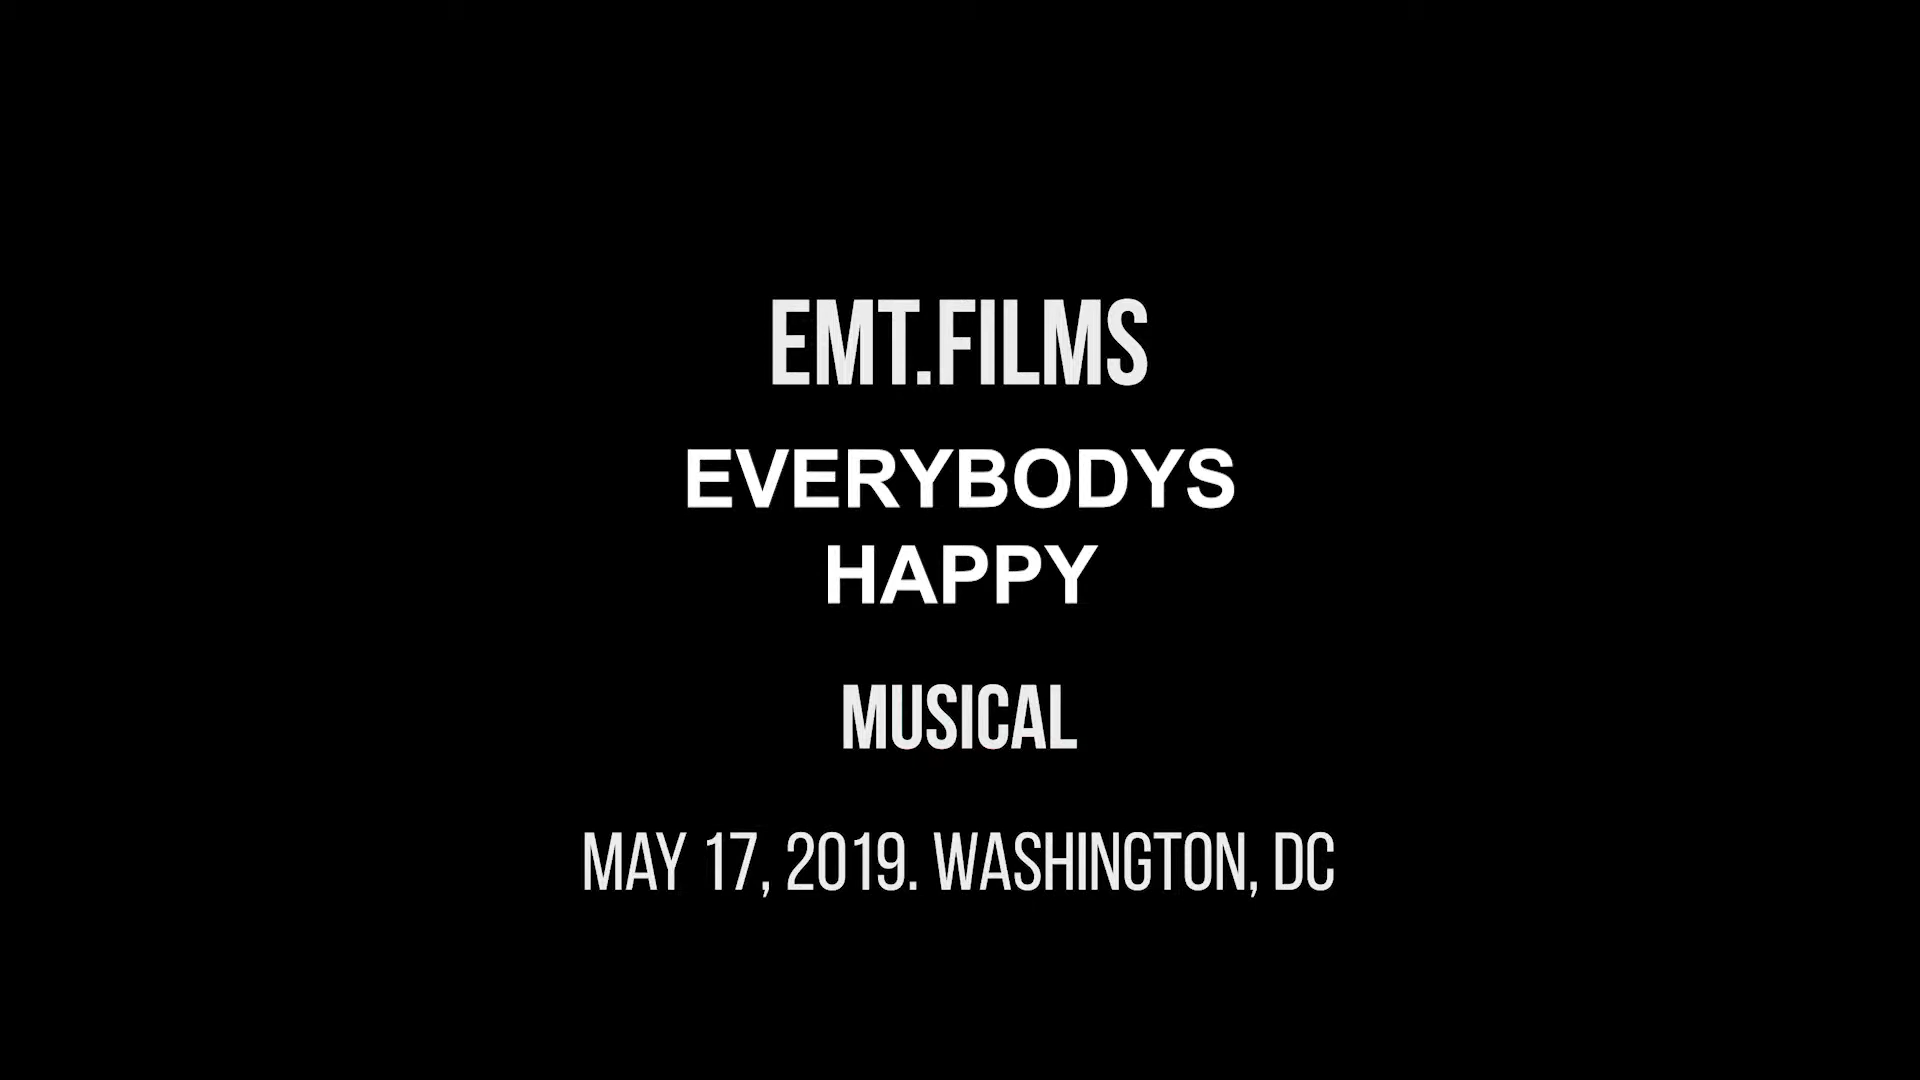 EMT.FILMS
EVERYBODYS
HAPPY
MUSICAL
MAY 17, 2019. WASHINGTON, DC